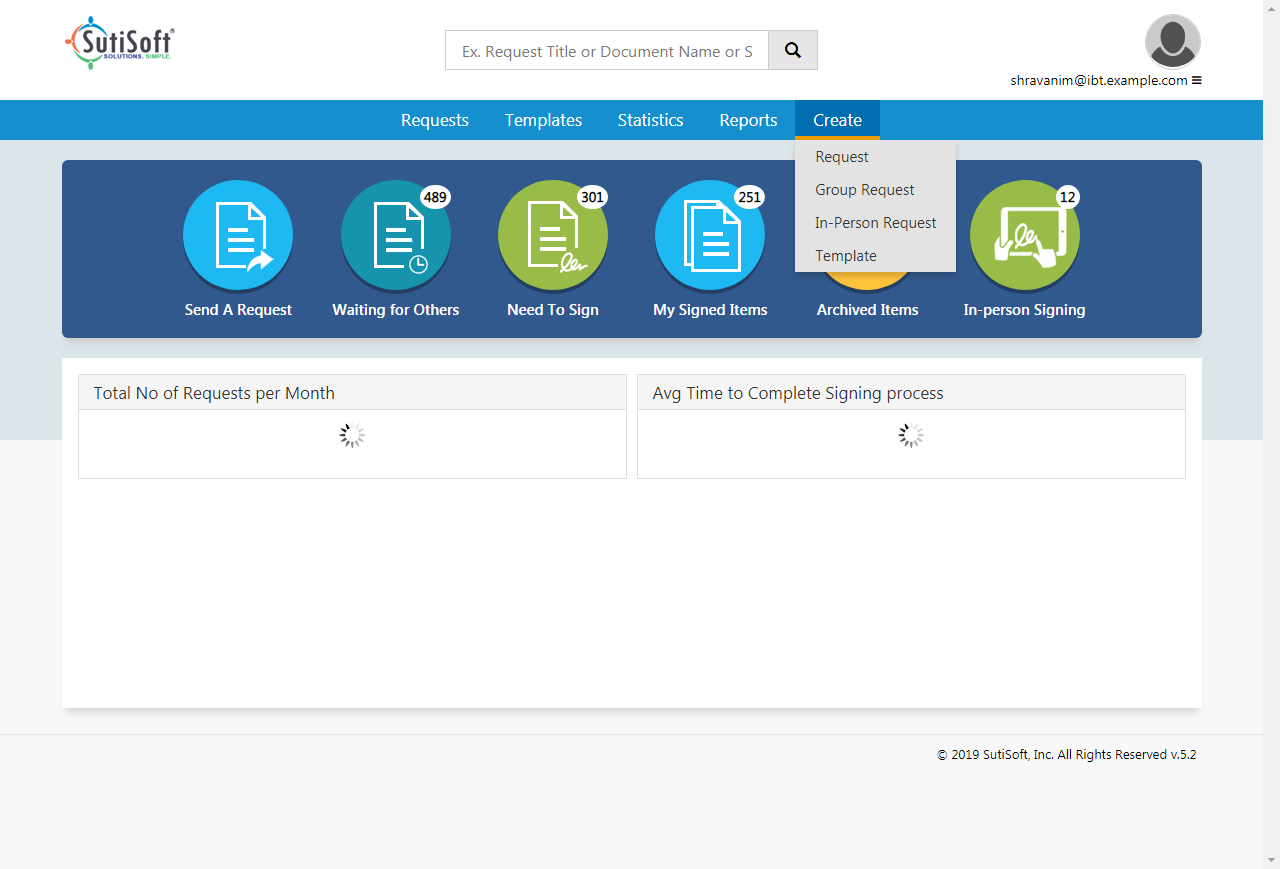 SutiSoft®
SOLUTIONS. SIMPLE.
Ex. Request Title or Document Name or S
shravanim@ibt.example.com
Requests Templates Statistics Reports Create
Request
Group Request
In-Person Request
Template
489 301 251 12
Send A Request Waiting for Others Need To Sign My Signed Items Archived Items In-person Signing
Total No of Requests per Month Avg Time to Complete Signing process
© 2019 SutiSoft, Inc. All Rights Reserved v.5.2